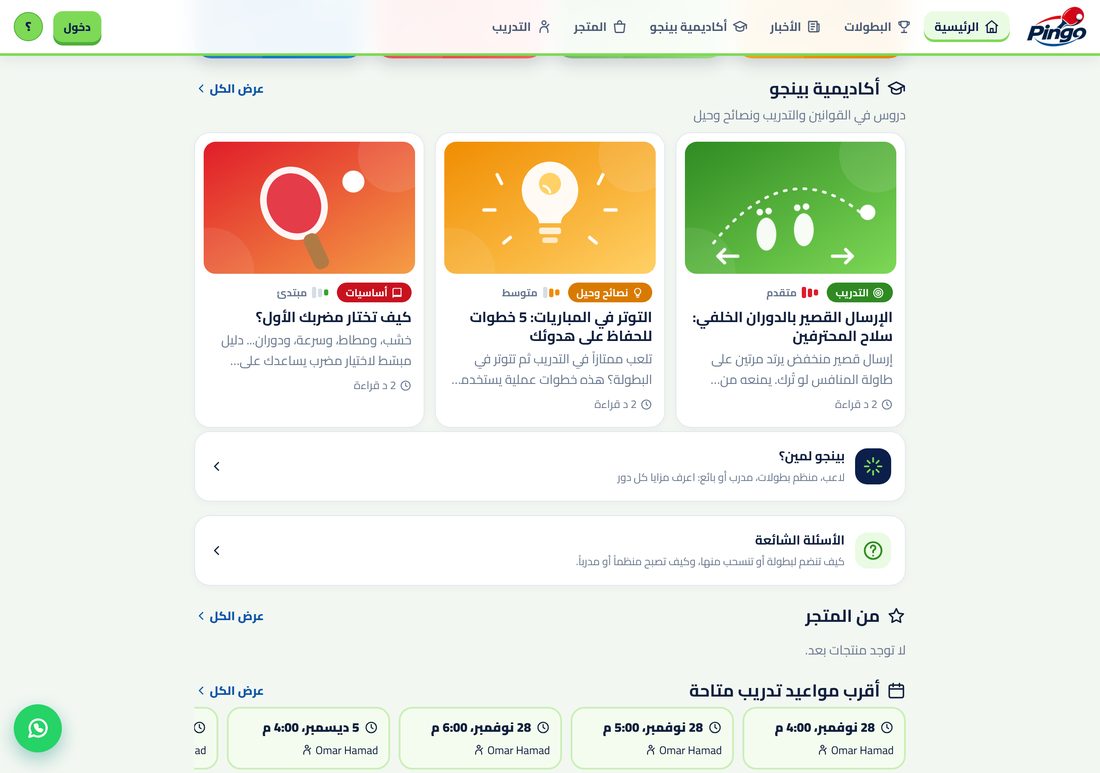 Pingo
الرئيسية
البطولات
الأخبار
أكاديمية بينجو
المتجر
التدريب
دخول
؟
أكاديمية بينجو
عرض الكل
دروس في القوانين والتدريب ونصائح وحيل
التدريب
متقدم
الإرسال القصير بالدوران الخلفي:
سلاح المحترفين
إرسال قصير منخفض يرتد مرتين على
طاولة المنافس لو تُرك. يمنعه من...
2 د قراءة
نصائح وحيل
متوسط
التوتر في المباريات: 5 خطوات
للحفاظ على هدوئك
تلعب ممتازاً في التدريب ثم تتوتر في
البطولة؟ هذه خطوات عملية يستخدم...
2 د قراءة
أساسيات
مبتدئ
كيف تختار مضربك الأول؟
خشب، ومطاط، وسرعة، ودوران... دليل
مبسّط لاختيار مضرب يساعدك على...
2 د قراءة
بينجو لمين؟
لاعب، منظم بطولات، مدرب أو بائع: اعرف مزايا كل دور
الأسئلة الشائعة
كيف تنضم لبطولة أو تنسحب منها، وكيف تصبح منظماً أو مدرباً.
من المتجر
عرض الكل
لا توجد منتجات بعد.
أقرب مواعيد تدريب متاحة
عرض الكل
28 نوفمبر، 4:00 م
Omar Hamad
28 نوفمبر، 5:00 م
Omar Hamad
28 نوفمبر، 6:00 م
Omar Hamad
5 ديسمبر، 4:00 م
Omar Hamad
ad